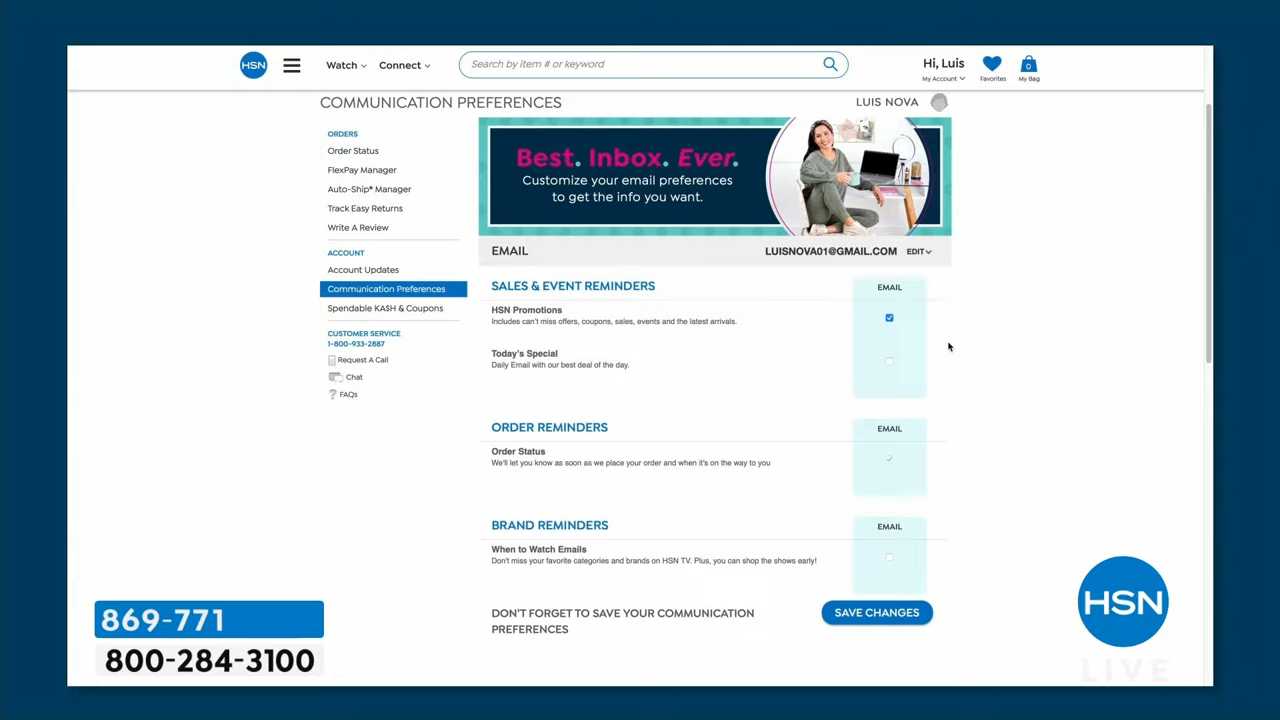 HSN
Watch
Connect
Search by item # or keyword
Hi, Luis
My Account
Favorites
0
My Bag
COMMUNICATION PREFERENCES
LUIS NOVA
ORDERS
Order Status
FlexPay Manager
Auto-Ship® Manager
Track Easy Returns
Write A Review
ACCOUNT
Account Updates
Communication Preferences
Spendable KA$H & Coupons
CUSTOMER SERVICE
1-800-933-2887
Request A Call
Chat
FAQs
Best. Inbox. Ever.
Customize your email preferences
to get the info you want.
EMAIL
LUISNOVA01@GMAIL.COM
EDIT
SALES & EVENT REMINDERS
EMAIL
HSN Promotions
Includes can't miss offers, coupons, sales, events and the latest arrivals.
Today's Special
Daily Email with our best deal of the day.
ORDER REMINDERS
EMAIL
Order Status
We'll let you know as soon as we place your order and when it's on the way to you
BRAND REMINDERS
EMAIL
When to Watch Emails
Don't miss your favorite categories and brands on HSN TV. Plus, you can shop the shows early!
DON'T FORGET TO SAVE YOUR COMMUNICATION
PREFERENCES
SAVE CHANGES
869-771
800-284-3100
HSN
LIVE